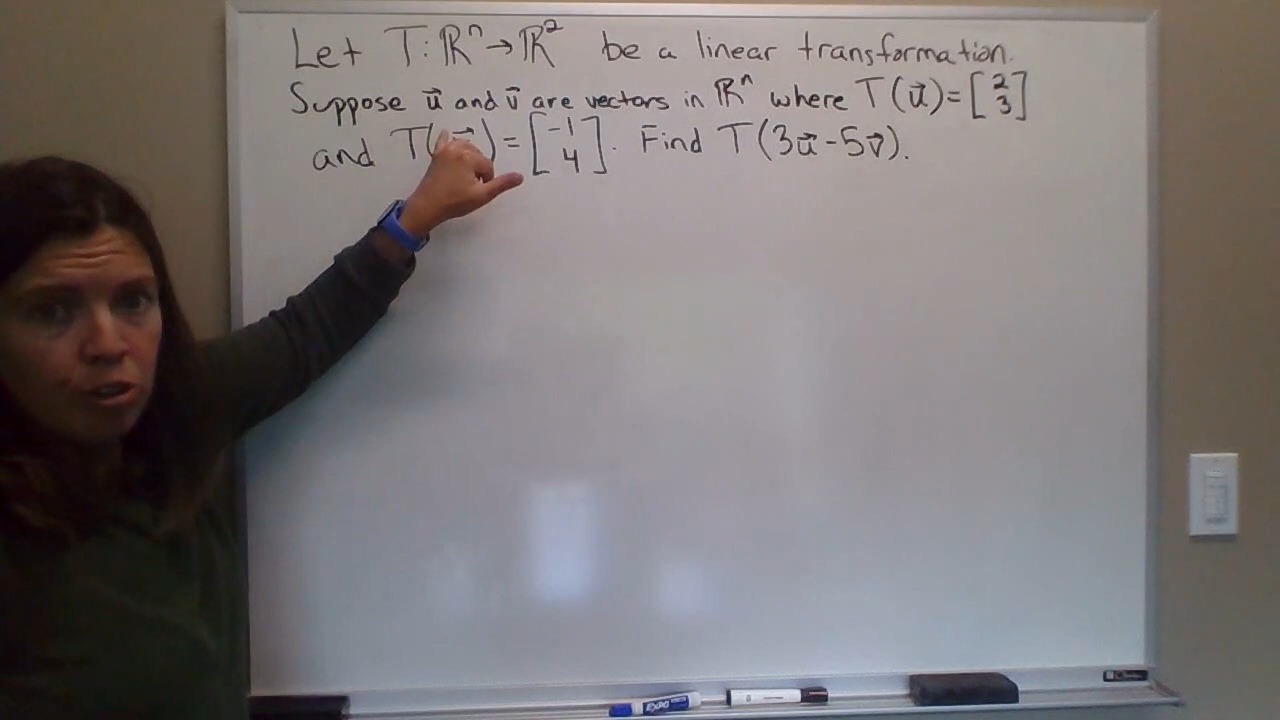 Let T: ℝⁿ→ℝ² be a linear transformation.
Suppose u⃗ and v⃗ are vectors in ℝⁿ where T(u⃗)=[2 3]
and T( )=[-1 4]. Find T(3u⃗-5v⃗).
EXPO